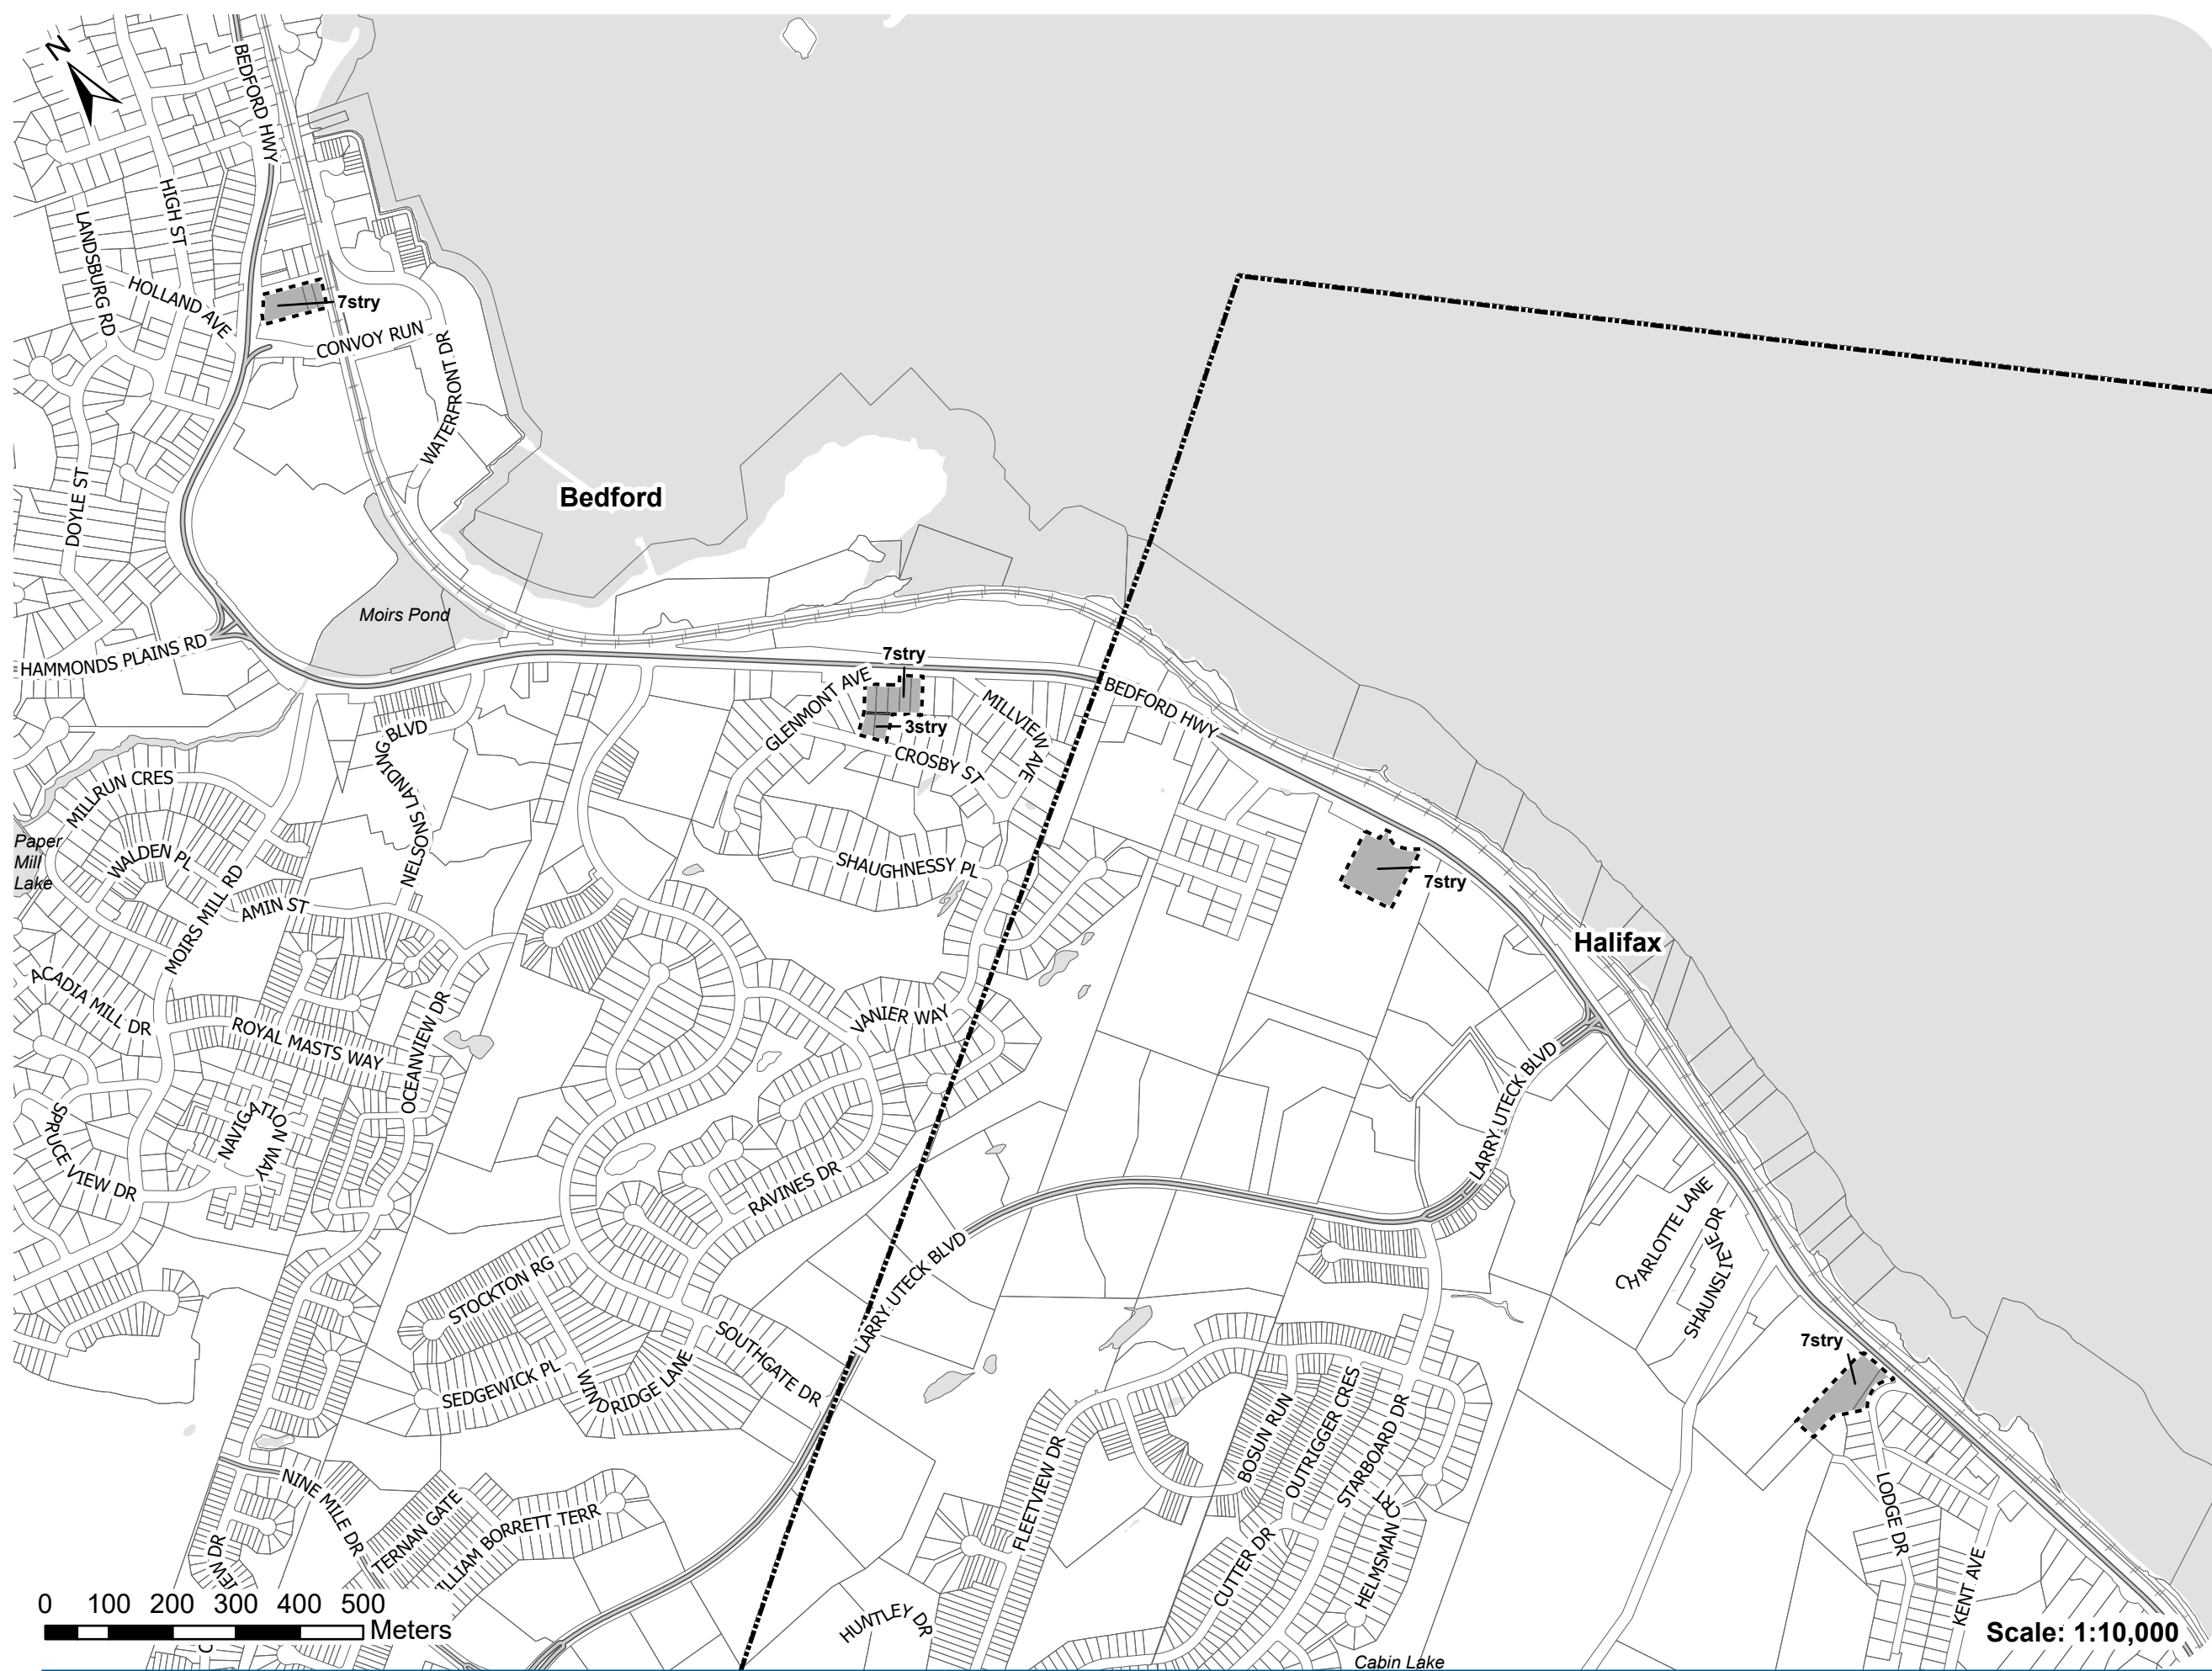 N
BEDFORD HWY
HIGH ST
LANDSBURG RD
HOLLAND AVE
7stry
CONVOY RUN
WATERFRONT DR
DOYLE ST
Bedford
Moirs Pond
HAMMONDS PLAINS RD
7stry
GLENMONT AVE
3stry
MILLVIEW AVE
CROSBY ST
BEDFORD HWY
NELSONS LANDING BLVD
MILLRUN CRES
Paper
Mill
Lake
WALDEN PL
SHAUGHNESSY PL
7stry
AMIN ST
MOIRS MILL RD
Halifax
ACADIA MILL DR
ROYAL MASTS WAY
OCEANVIEW DR
VANIER WAY
LARRY UTECK BLVD
NAVIGATION WAY
SPRUCE VIEW DR
RAVINES DR
CHARLOTTE LANE
SHAUNSLIEVE DR
LARRY UTECK BLVD
STOCKTON RG
SOUTHGATE DR
7stry
SEDGEWICK PL
WINDRIDGE LANE
BOSUN RUN
OUTRIGGER CRES
STARBOARD DR
FLEETVIEW DR
NINE MILE DR
TERNAN GATE
ILLIAM BORRETT TERR
LODGE DR
HELMSMAN CRT
CUTTER DR
KENT AVE
IEW DR
HUNTLEY DR
0 100 200 300 400 500
Meters
Scale: 1:10,000
Cabin Lake